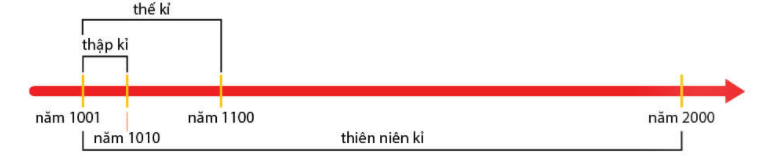 thế kỉ
thập kỉ
năm 1001
năm 1010
năm 1100
thiên niên kỉ
năm 2000